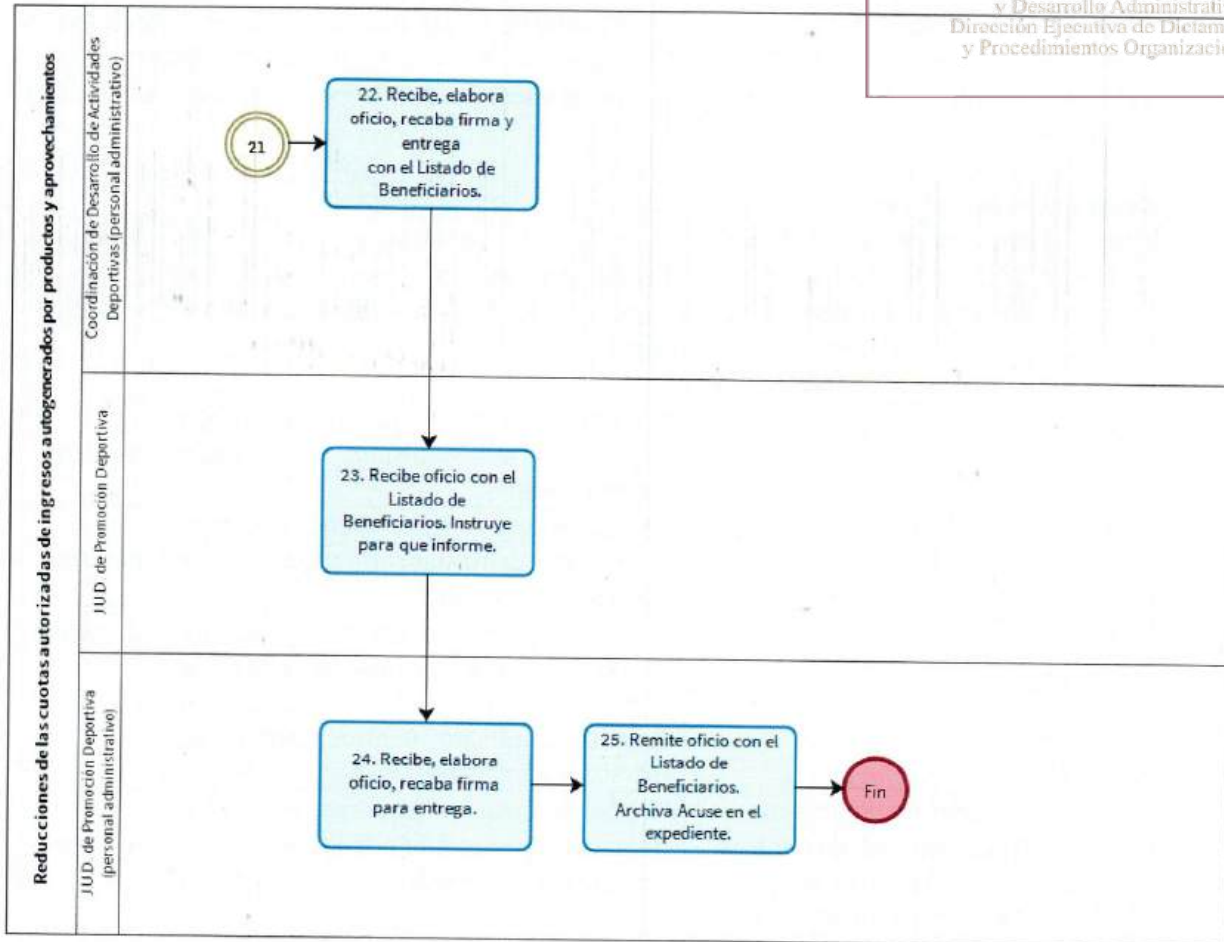 y Desarrollo Administrati
Dirección Ejecutiva de Dictam
y Procedimientos Organizaci
Reducciones de las cuotas autorizadas de ingresos autogenerados por productos y aprovechamientos
Coordinación de Desarrollo de Actividades
Deportivas (personal administrativo)
21
22. Recibe, elabora
oficio, recaba firma y
entrega
con el Listado de
Beneficiarios.
J.U.D. de Promoción Deportiva
23. Recibe oficio con el
Listado de
Beneficiarios. Instruye
para que informe.
J.U.D. de Promoción Deportiva
(personal administrativo)
24. Recibe, elabora
oficio, recaba firma
para entrega.
25. Remite oficio con el
Listado de
Beneficiarios.
Archiva Acuse en el
expediente.
Fin